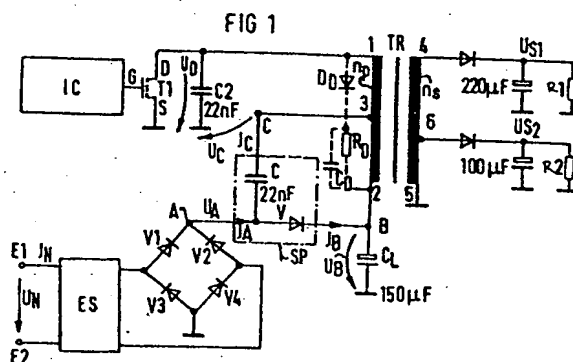 FIG 1
1 TR 4
US1
IC
G
D
T1
S
UD
C2
22nF
DD
np
ns
220µF
R1
3
C
JC
UC
6
US2
RD
CD
C
22nF
2
5
100µF
R2
A
UA
JA
V
JB
B
SP
UB
CL
150µF
E1
JN
V1
V2
UN
ES
V3
V4
E2